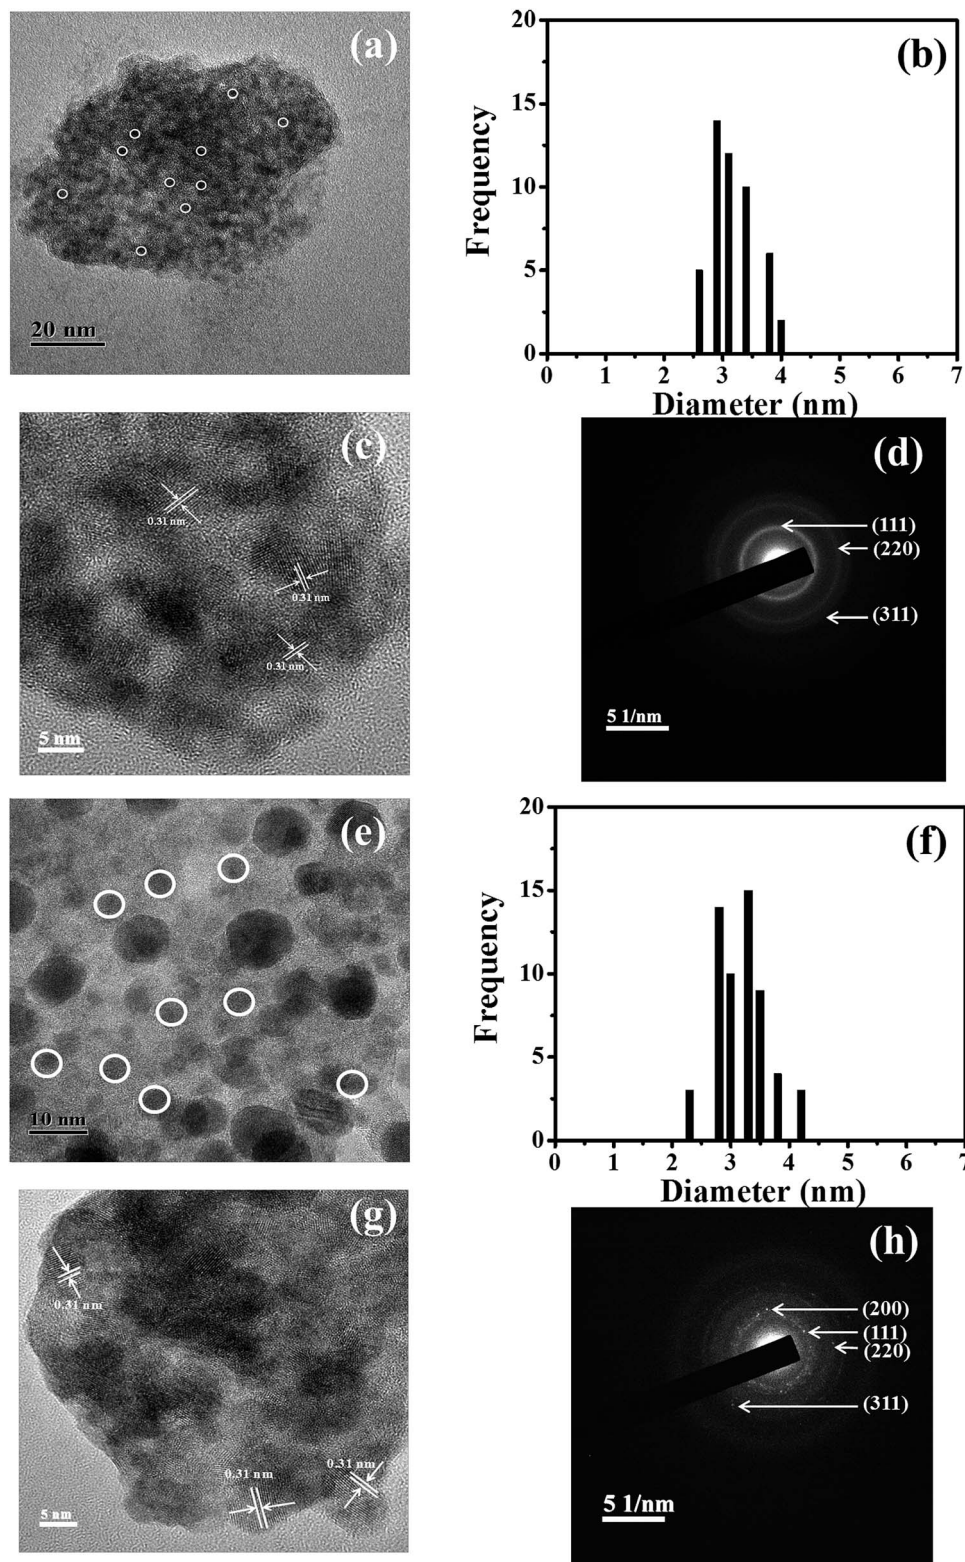 (a)
20 nm
(b)
20
15
10
5
0
Frequency
0 1 2 3 4 5 6 7
Diameter (nm)
(c)
0.31 nm
0.31 nm
0.31 nm
5 nm
(d)
(111)
(220)
(311)
5 1/nm
(e)
10 nm
(f)
20
15
10
5
0
Frequency
0 1 2 3 4 5 6 7
Diameter (nm)
(g)
0.31 nm
0.31 nm
0.31 nm
5 nm
(h)
(200)
(111)
(220)
(311)
5 1/nm